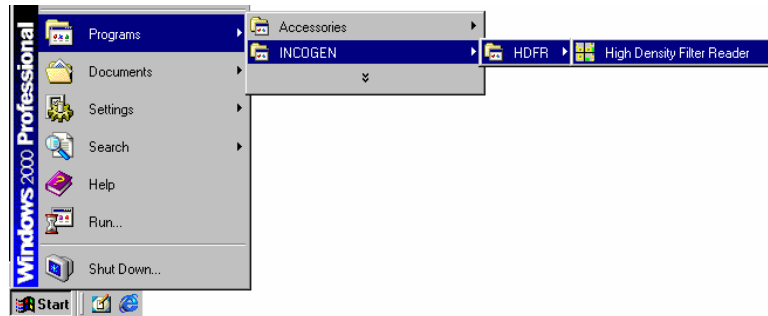 Windows 2000 Professional
Programs
Documents
Settings
Search
Help
Run...
Shut Down...
Start
Accessories
INCOGEN
HDFR
High Density Filter Reader